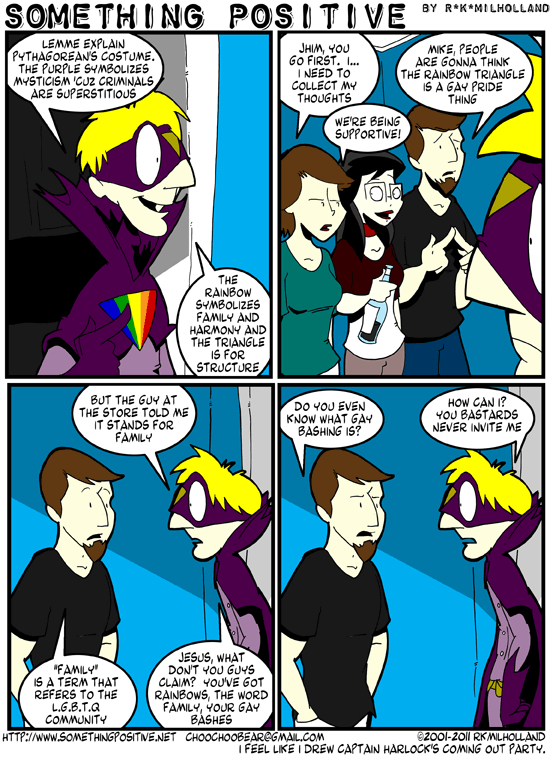 SOMETHING POSITIVE BY R*K*MILHOLLAND
LEMME EXPLAIN
PYTHAGOREAN'S COSTUME.
THE PURPLE SYMBOLIZES
MYSTICISM 'CUZ CRIMINALS
ARE SUPERSTITIOUS
THE
RAINBOW
SYMBOLIZES
FAMILY AND
HARMONY AND
THE TRIANGLE
IS FOR
STRUCTURE
JHIM, YOU
GO FIRST. I...
I NEED TO
COLLECT MY
THOUGHTS
WE'RE BEING
SUPPORTIVE!
MIKE, PEOPLE
ARE GONNA THINK
THE RAINBOW TRIANGLE
IS A GAY PRIDE
THING
BUT THE GUY AT
THE STORE TOLD ME
IT STANDS FOR
FAMILY
"FAMILY"
IS A TERM THAT
REFERS TO THE
L.G.B.T.Q
COMMUNITY
JESUS, WHAT
DON'T YOU GUYS
CLAIM? YOU'VE GOT
RAINBOWS, THE WORD
FAMILY, YOUR GAY
BASHES
DO YOU EVEN
KNOW WHAT GAY
BASHING IS?
HOW CAN I?
YOU BASTARDS
NEVER INVITE ME
HTTP://WWW.SOMETHINGPOSITIVE.NET CHOOCHOOBEAR@GMAIL.COM ©2001-2011 RKMILHOLLAND
I FEEL LIKE I DREW CAPTAIN HARLOCK'S COMING OUT PARTY.